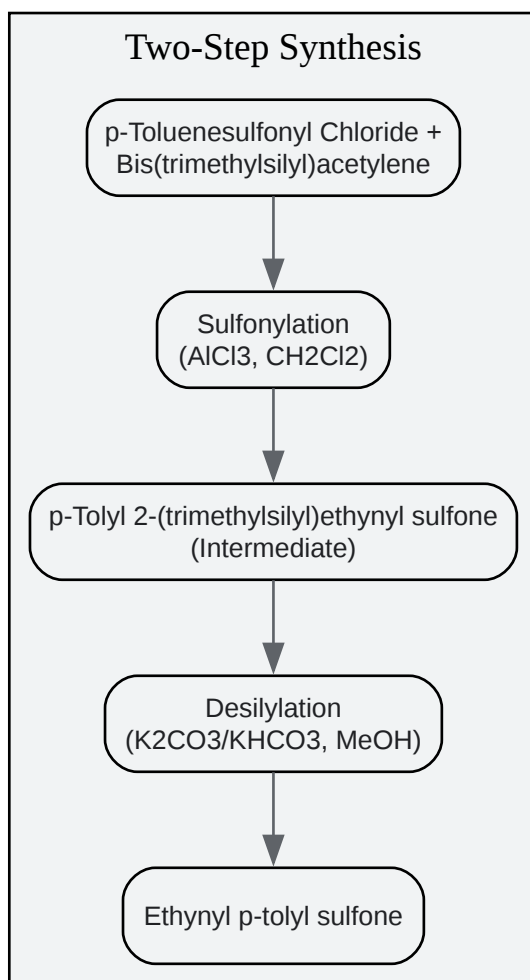 Two-Step Synthesis
p-Toluenesulfonyl Chloride +
Bis(trimethylsilyl)acetylene
Sulfonylation
(AlCl3, CH2Cl2)
p-Tolyl 2-(trimethylsilyl)ethynyl sulfone
(Intermediate)
Desilylation
(K2CO3/KHCO3, MeOH)
Ethynyl p-tolyl sulfone